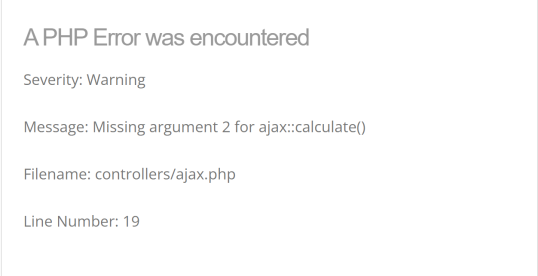 A PHP Error was encountered
Severity: Warning
Message: Missing argument 2 for ajax::calculate()
Filename: controllers/ajax.php
Line Number: 19